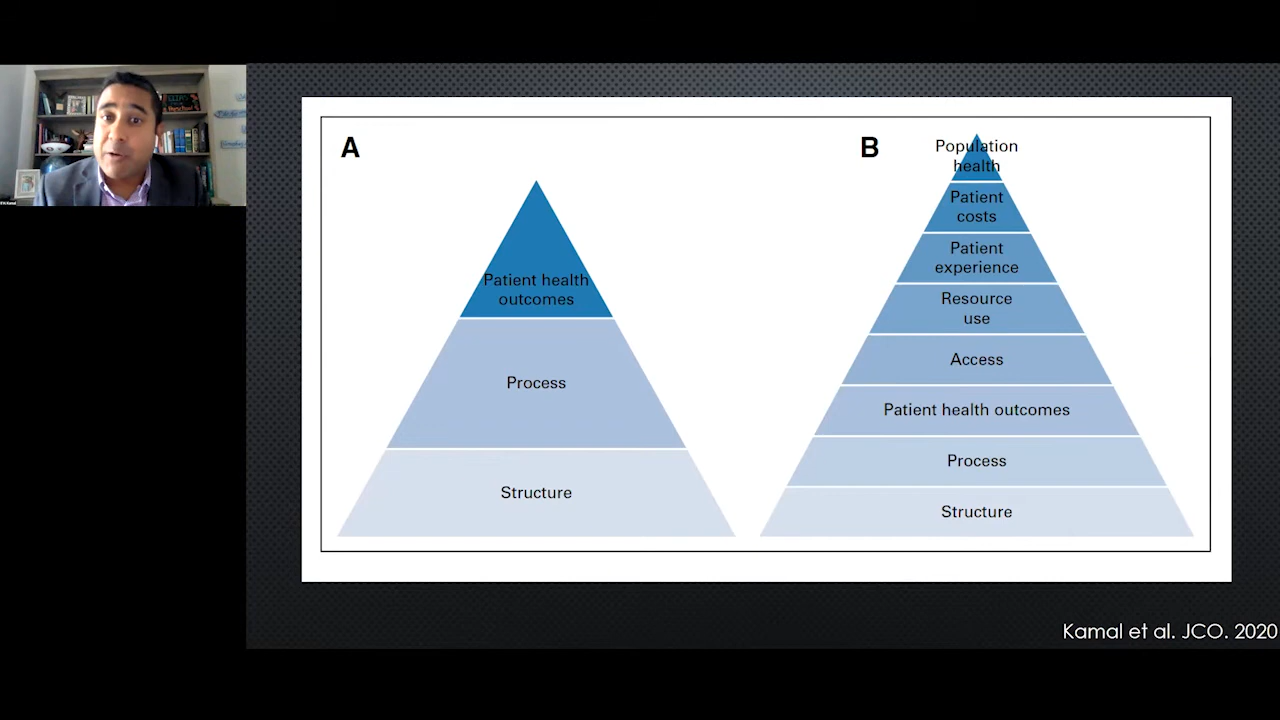 A
Patient health
outcomes
Process
Structure
B
Population
health
Patient
costs
Patient
experience
Resource
use
Access
Patient health outcomes
Process
Structure
Kamal et al. JCO. 2020